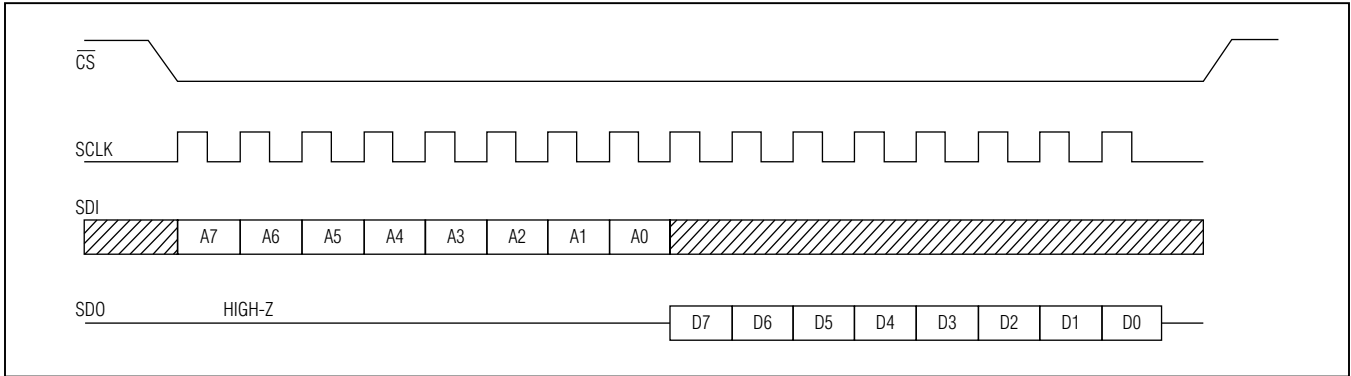 C̅S̅
SCLK
SDI
A7 A6 A5 A4 A3 A2 A1 A0
SDO HIGH-Z
D7 D6 D5 D4 D3 D2 D1 D0